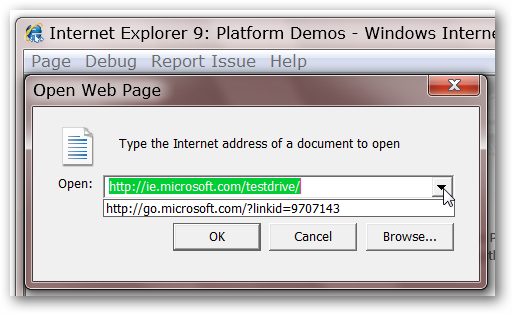 Internet Explorer 9: Platform Demos - Windows Interne
Page Debug Report Issue Help
Open Web Page
Type the Internet address of a document to open
Open: http://ie.microsoft.com/testdrive/
http://go.microsoft.com/?linkid=9707143
OK Cancel Browse...